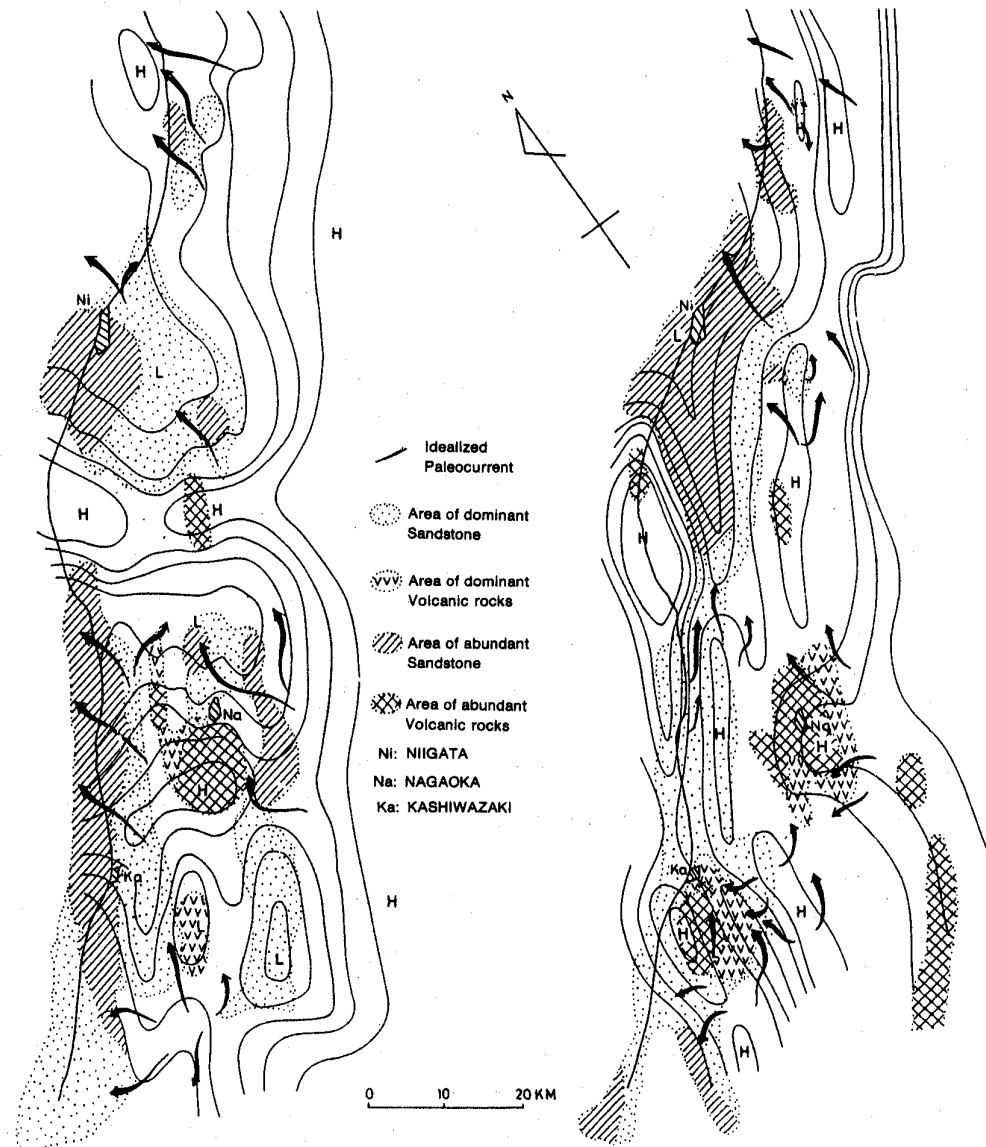 H
H
Ni
L
H
H
L
Na
H
Ka
L
H
N
Idealized
Paleocurrent
Area of dominant
Sandstone
Area of dominant
Volcanic rocks
Area of abundant
Sandstone
Area of abundant
Volcanic rocks
Ni: NIIGATA
Na: NAGAOKA
Ka: KASHIWAZAKI
0 10 20 KM
H
H
Ni
L
H
H
H
Na
H
Ka
H
H
H